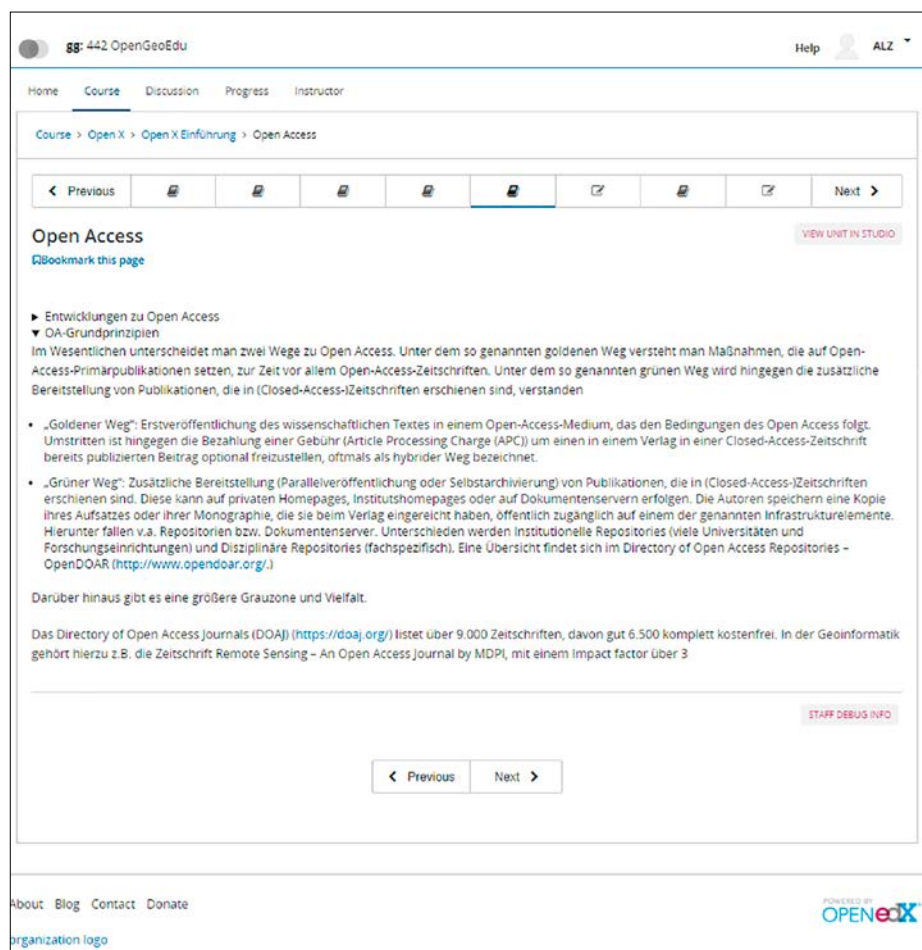 gg: 442 OpenGeoEdu
Help
ALZ
Home Course Discussion Progress Instructor
Course > Open X > Open X Einführung > Open Access
Previous
Next
Open Access
VIEW UNIT IN STUDIO
Bookmark this page
Entwicklungen zu Open Access
OA-Grundprinzipien
Im Wesentlichen unterscheidet man zwei Wege zu Open Access. Unter dem so genannten goldenen Weg versteht man Maßnahmen, die auf Open-
Access-Primärpublikationen setzen, zur Zeit vor allem Open-Access-Zeitschriften. Unter dem so genannten grünen Weg wird hingegen die zusätzliche
Bereitstellung von Publikationen, die in (Closed-Access-)Zeitschriften erschienen sind, verstanden
• „Goldener Weg“: Erstveröffentlichung des wissenschaftlichen Textes in einem Open-Access-Medium, das den Bedingungen des Open Access folgt.
Umstritten ist hingegen die Bezahlung einer Gebühr (Article Processing Charge (APC)) um einen in einem Verlag in einer Closed-Access-Zeitschrift
bereits publizierten Beitrag optional freizustellen, oftmals als hybrider Weg bezeichnet.
• „Grüner Weg“: Zusätzliche Bereitstellung (Parallelveröffentlichung oder Selbstarchivierung) von Publikationen, die in (Closed-Access-)Zeitschriften
erschienen sind. Diese kann auf privaten Homepages, Institutshomepages oder auf Dokumentenservern erfolgen. Die Autoren speichern eine Kopie
ihres Aufsatzes oder ihrer Monographie, die sie beim Verlag eingereicht haben, öffentlich zugänglich auf einem der genannten Infrastrukturelemente.
Hierunter fallen v.a. Repositorien bzw. Dokumentenserver. Unterschieden werden Institutionelle Repositories (viele Universitäten und
Forschungseinrichtungen) und Disziplinäre Repositories (fachspezifisch). Eine Übersicht findet sich im Directory of Open Access Repositories –
OpenDOAR (http://www.opendoar.org/.)
Darüber hinaus gibt es eine größere Grauzone und Vielfalt.
Das Directory of Open Access Journals (DOAJ) (https://doaj.org/) listet über 9.000 Zeitschriften, davon gut 6.500 komplett kostenfrei. In der Geoinformatik
gehört hierzu z.B. die Zeitschrift Remote Sensing – An Open Access Journal by MDPI, mit einem Impact factor über 3
STAFF DEBUG INFO
Previous Next
About Blog Contact Donate
POWERED BY
OPEN edX
organization logo